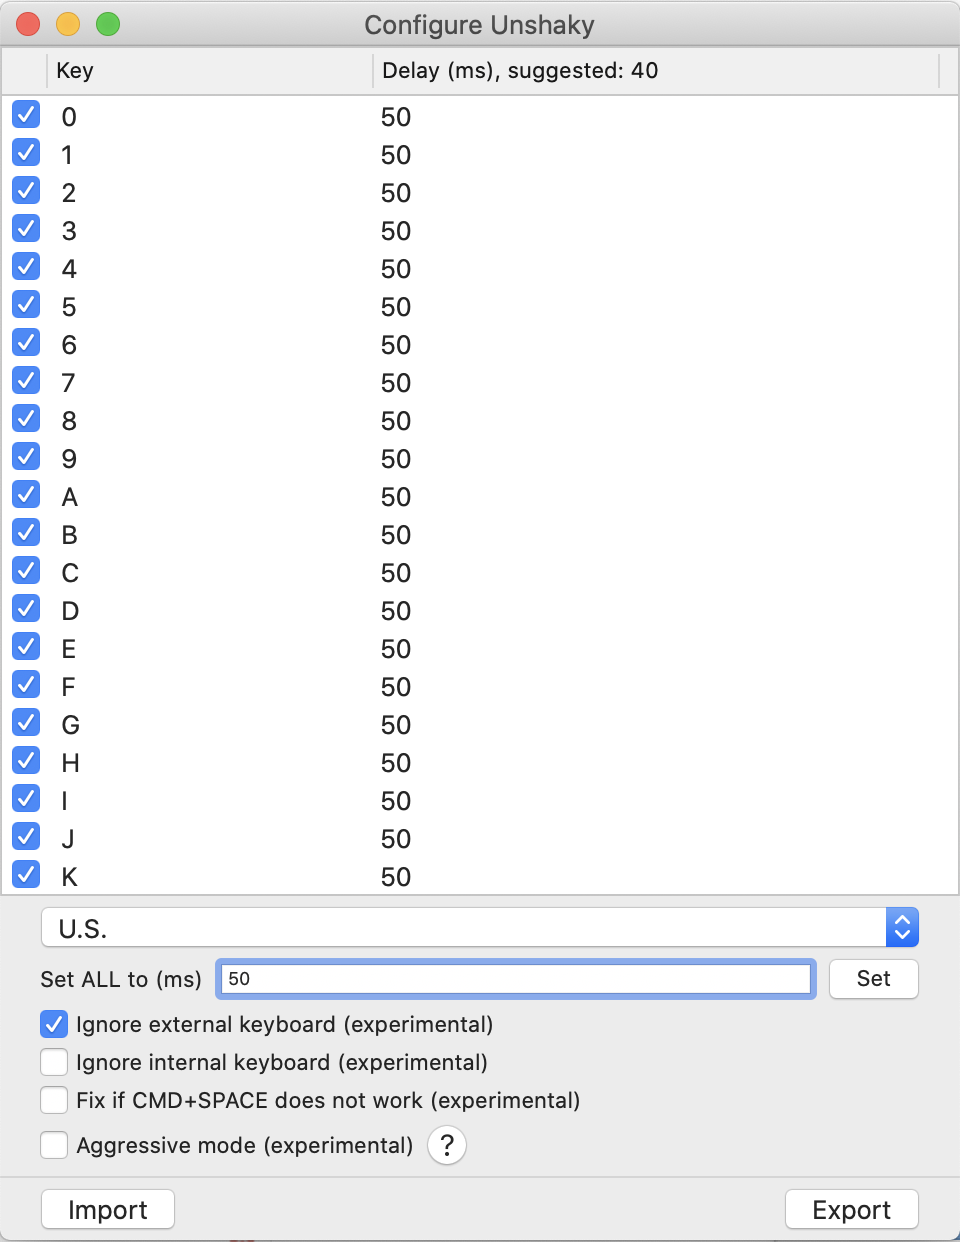 Configure Unshaky
Key Delay (ms), suggested: 40
0 50
1 50
2 50
3 50
4 50
5 50
6 50
7 50
8 50
9 50
A 50
B 50
C 50
D 50
E 50
F 50
G 50
H 50
I 50
J 50
K 50
U.S.
Set ALL to (ms) 50 Set
Ignore external keyboard (experimental)
Ignore internal keyboard (experimental)
Fix if CMD+SPACE does not work (experimental)
Aggressive mode (experimental) ?
Import Export